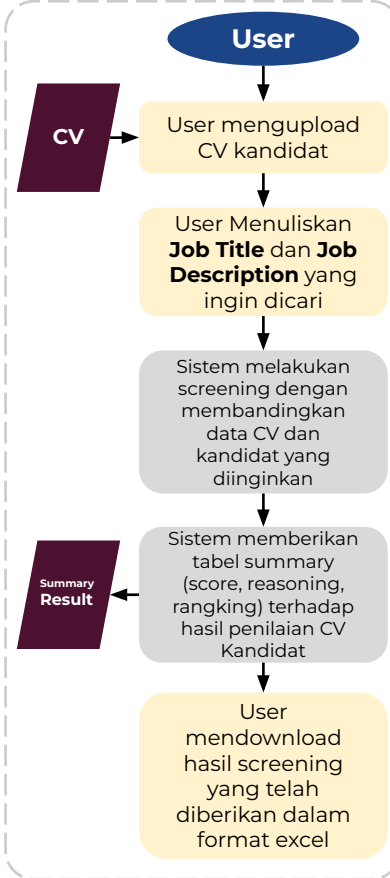 User
CV
User mengupload
CV kandidat
User Menuliskan
Job Title dan Job
Description yang
ingin dicari
Sistem melakukan
screening dengan
membandingkan
data CV dan
kandidat yang
diinginkan
Summary
Result
Sistem memberikan
tabel summary
(score, reasoning,
rangking) terhadap
hasil penilaian CV
Kandidat
User
mendownload
hasil screening
yang telah
diberikan dalam
format excel